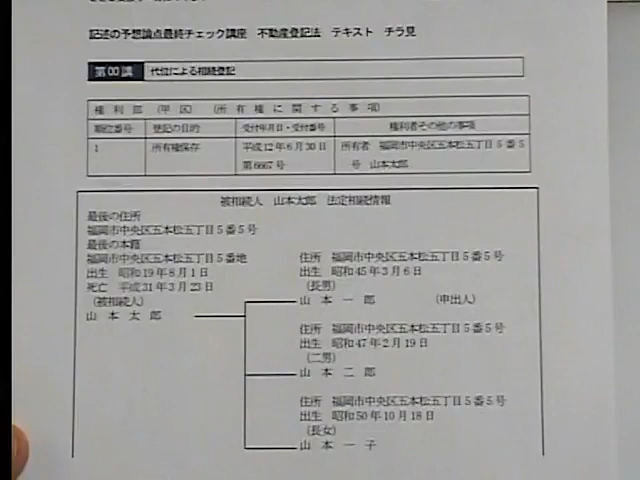 記述の予想論点最終チェック講座　不動産登記法　テキスト　チラ見
第00講　代位による相続登記
権 利 部 （甲 区） （所 有 権 に 関 す る 事 項）
順位番号　登記の目的　受付年月日・受付番号　権利者その他の事項
1　所有権保存　平成12年6月30日　所有者　福岡市中央区五本松五丁目5番5
第6667号　号　山本太郎
被相続人　山本太郎　法定相続情報
最後の住所
福岡市中央区五本松五丁目5番5号
最後の本籍
福岡市中央区五本松五丁目5番地
出生　昭和19年8月1日
死亡　平成31年3月23日
（被相続人）
山　本　太　郎
住所　福岡市中央区五本松五丁目5番5号
出生　昭和45年3月6日
（長男）
山　本　一　郎　（申出人）
住所　福岡市中央区五本松五丁目5番5号
出生　昭和47年2月19日
（二男）
山　本　二　郎
住所　福岡市中央区五本松五丁目5番5号
出生　昭和50年10月18日
（長女）
山　本　一　子